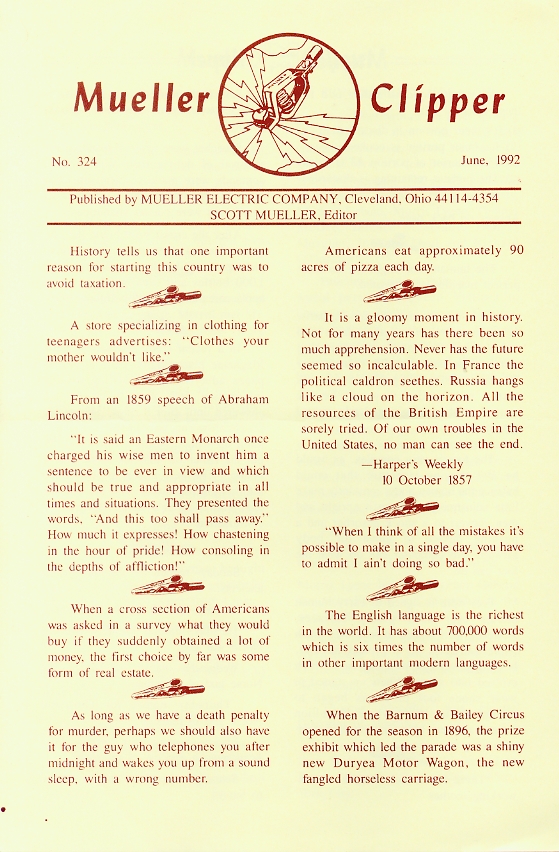 Mueller Clipper
No. 324
June, 1992
Published by MUELLER ELECTRIC COMPANY, Cleveland, Ohio 44114-4354
SCOTT MUELLER, Editor
History tells us that one important
reason for starting this country was to
avoid taxation.
A store specializing in clothing for
teenagers advertises: “Clothes your
mother wouldn't like.”
From an 1859 speech of Abraham
Lincoln:
“It is said an Eastern Monarch once
charged his wise men to invent him a
sentence to be ever in view and which
should be true and appropriate in all
times and situations. They presented the
words, “And this too shall pass away.”
How much it expresses! How chastening
in the hour of pride! How consoling in
the depths of affliction!”
When a cross section of Americans
was asked in a survey what they would
buy if they suddenly obtained a lot of
money, the first choice by far was some
form of real estate.
As long as we have a death penalty
for murder, perhaps we should also have
it for the guy who telephones you after
midnight and wakes you up from a sound
sleep, with a wrong number.
Americans eat approximately 90
acres of pizza each day.
It is a gloomy moment in history.
Not for many years has there been so
much apprehension. Never has the future
seemed so incalculable. In France the
political caldron seethes. Russia hangs
like a cloud on the horizon. All the
resources of the British Empire are
sorely tried. Of our own troubles in the
United States, no man can see the end.
—Harper's Weekly
10 October 1857
“When I think of all the mistakes it's
possible to make in a single day, you have
to admit I ain't doing so bad.”
The English language is the richest
in the world. It has about 700,000 words
which is six times the number of words
in other important modern languages.
When the Barnum & Bailey Circus
opened for the season in 1896, the prize
exhibit which led the parade was a shiny
new Duryea Motor Wagon, the new
fangled horseless carriage.